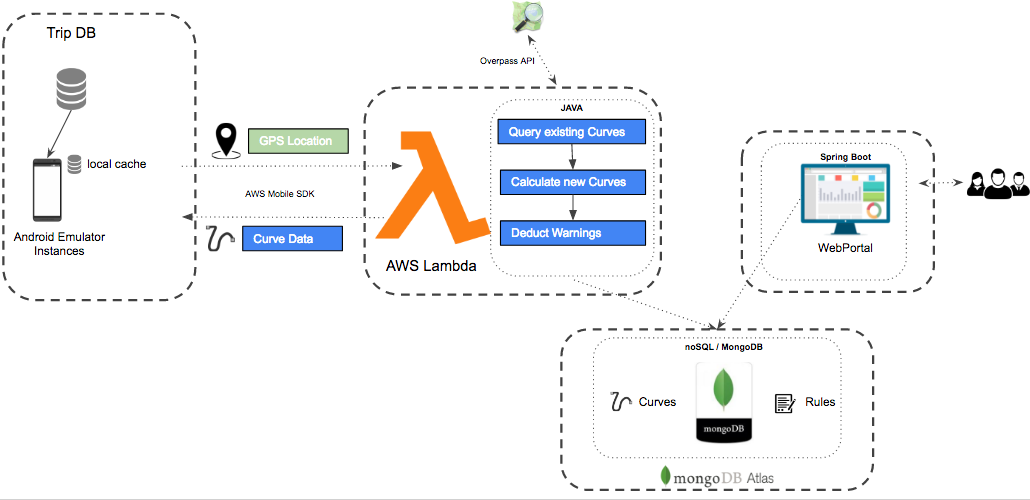 Trip DB
local cache
Android Emulator
Instances
GPS Location
AWS Mobile SDK
Curve Data
Overpass API
JAVA
Query existing Curves
Calculate new Curves
Deduct Warnings
AWS Lambda
Spring Boot
WebPortal
noSQL / MongoDB
Curves
mongoDB
Rules
mongoDB Atlas